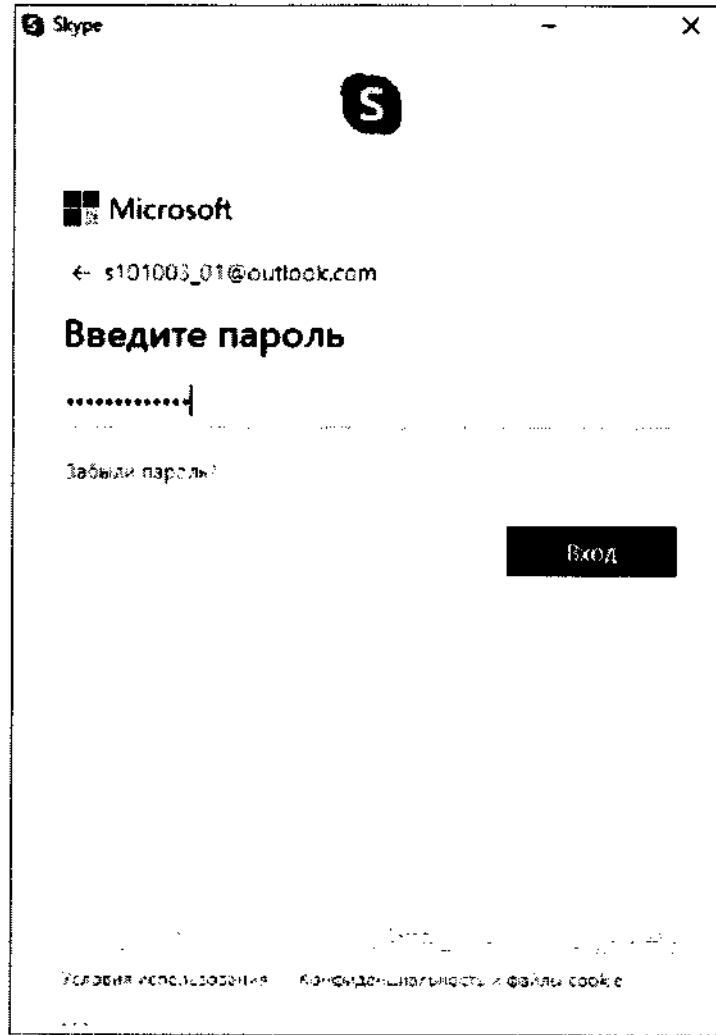 Skype
Microsoft
← s101003_01@outlook.com
Введите пароль
Забыли пароль?
Вход
Условия использования Конфиденциальность и файлы cookie